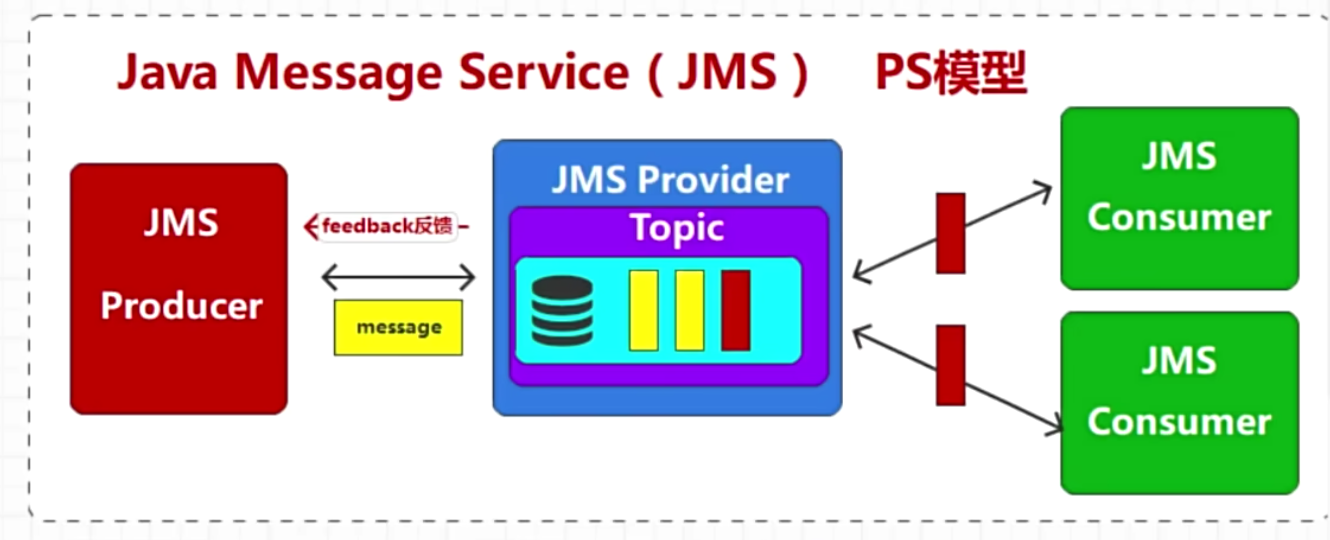 Java Message Service ( JMS )    PS模型
JMS
Producer
feedback反馈
message
JMS Provider
Topic
JMS
Consumer
JMS
Consumer